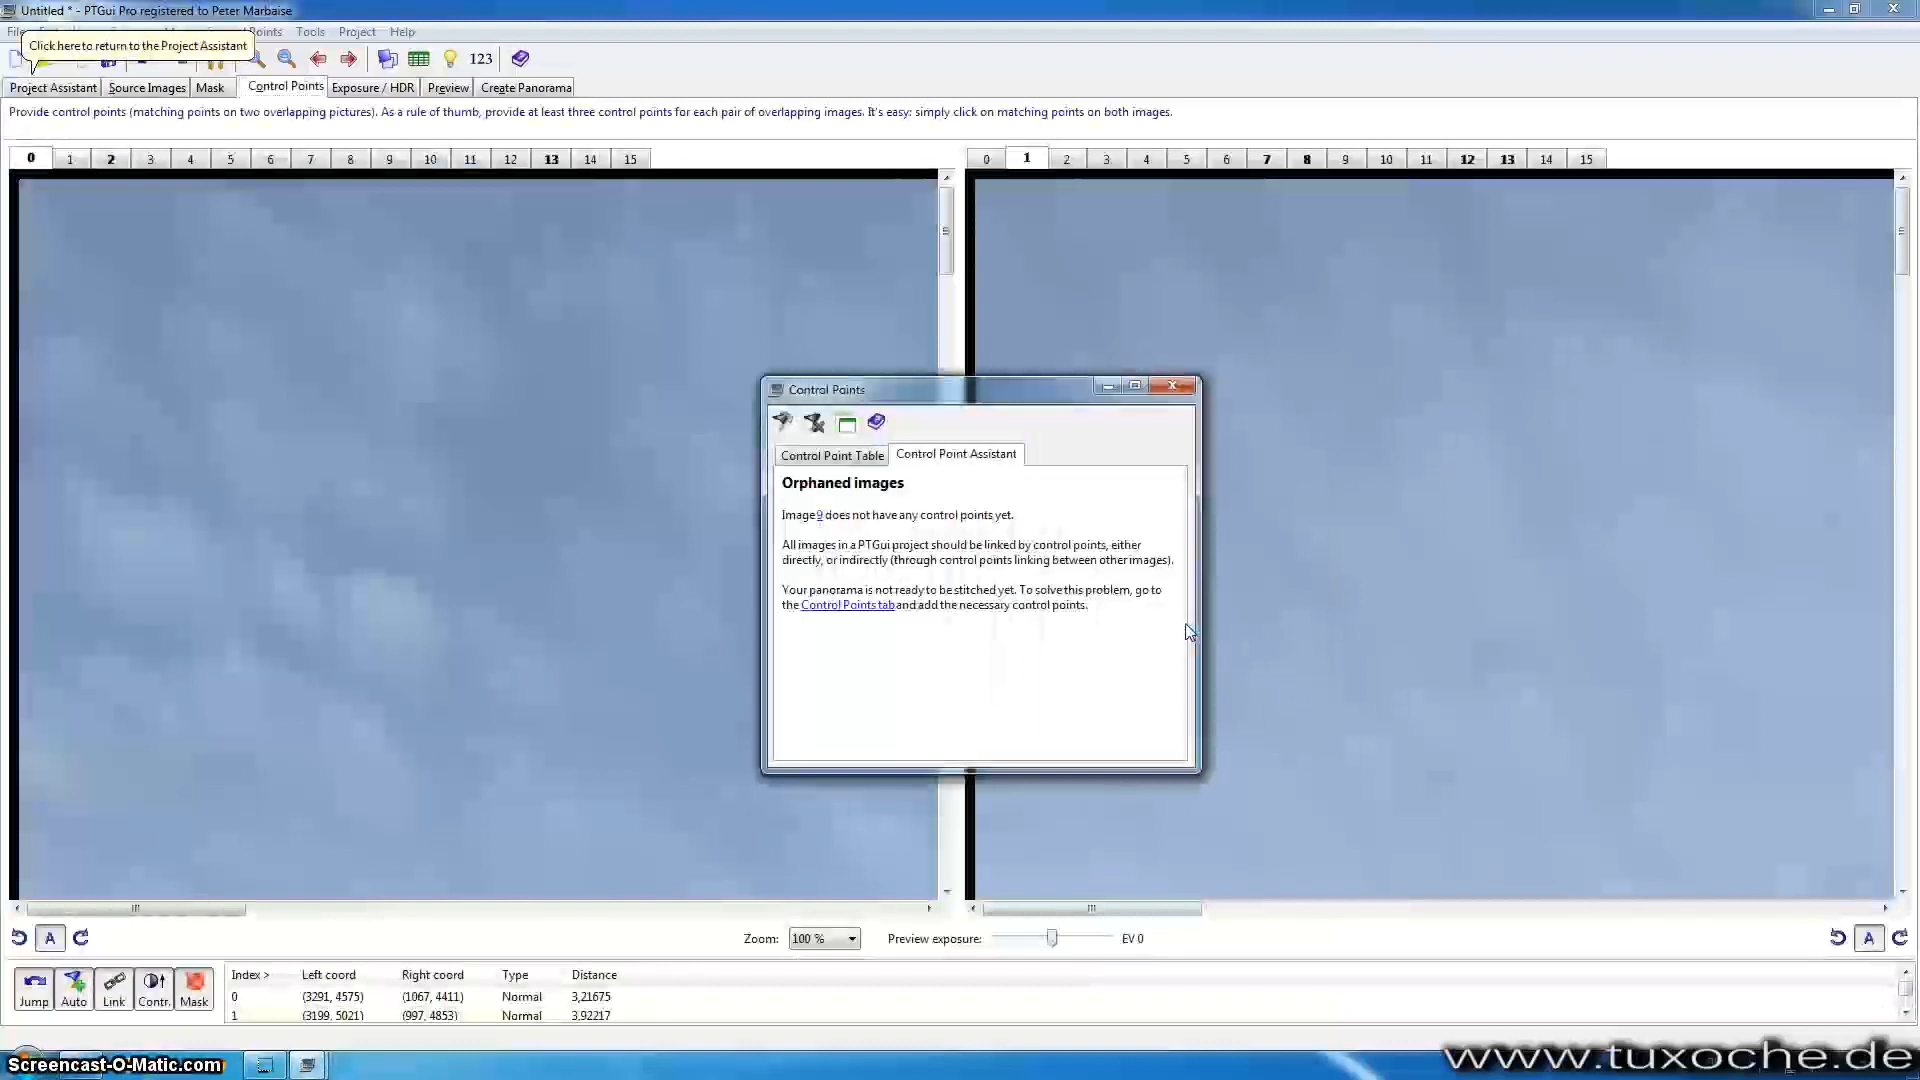 Untitled * - PTGui Pro registered to Peter Marbaise
Tools Project Help
Click here to return to the Project Assistant
123
Project Assistant Source Images Mask Control Points Exposure / HDR Preview Create Panorama
Provide control points (matching points on two overlapping pictures). As a rule of thumb, provide at least three control points for each pair of overlapping images. It's easy: simply click on matching points on both images.
0 1 2 3 4 5 6 7 8 9 10 11 12 13 14 15
0 1 2 3 4 5 6 7 8 9 10 11 12 13 14 15
Control Points
Control Point Table Control Point Assistant
Orphaned images
Image 9 does not have any control points yet.
All images in a PTGui project should be linked by control points, either
directly, or indirectly (through control points linking between other images).
Your panorama is not ready to be stitched yet. To solve this problem, go to
the Control Points tab and add the necessary control points.
A Zoom: 100 % Preview exposure: EV 0 A
Jump Auto Link Contr. Mask
Index > Left coord Right coord Type Distance
0 (3291, 4575) (1067, 4411) Normal 3,21675
1 (3199, 5021) (997, 4853) Normal 3,92217
Screencast-O-Matic.com
www.tuxoche.de